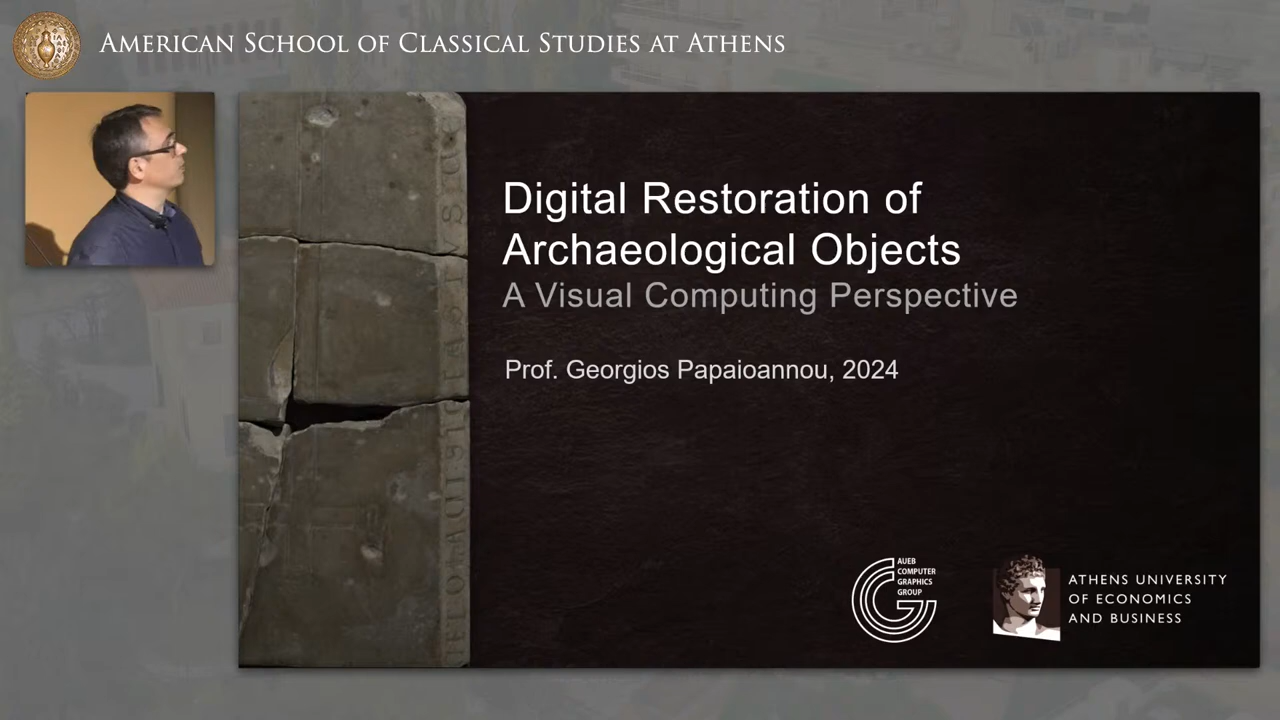 AMERICAN SCHOOL OF CLASSICAL STUDIES AT ATHENS
Digital Restoration of
Archaeological Objects
A Visual Computing Perspective
Prof. Georgios Papaioannou, 2024
AUEB
COMPUTER
GRAPHICS
GROUP
ATHENS UNIVERSITY
OF ECONOMICS
AND BUSINESS